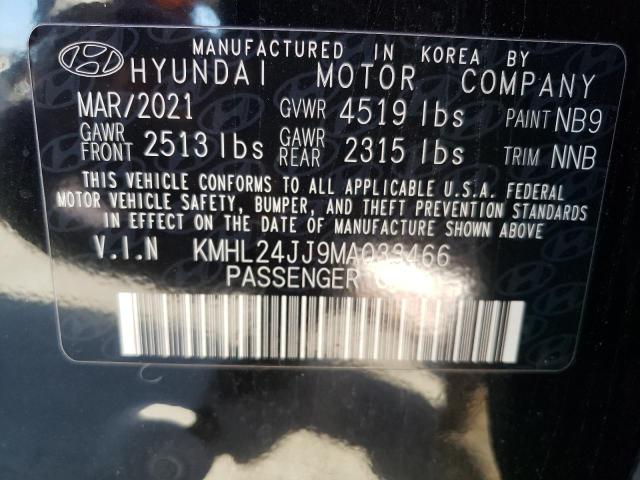 MANUFACTURED IN KOREA BY
HYUNDAI MOTOR COMPANY
MAR/2021 GVWR 4519 lbs PAINT NB9
GAWR FRONT 2513 lbs GAWR REAR 2315 lbs TRIM NNB
THIS VEHICLE CONFORMS TO ALL APPLICABLE U.S.A. FEDERAL
MOTOR VEHICLE SAFETY, BUMPER, AND THEFT PREVENTION STANDARDS
IN EFFECT ON THE DATE OF MANUFACTURE SHOWN ABOVE
V.I.N
PASSENGER